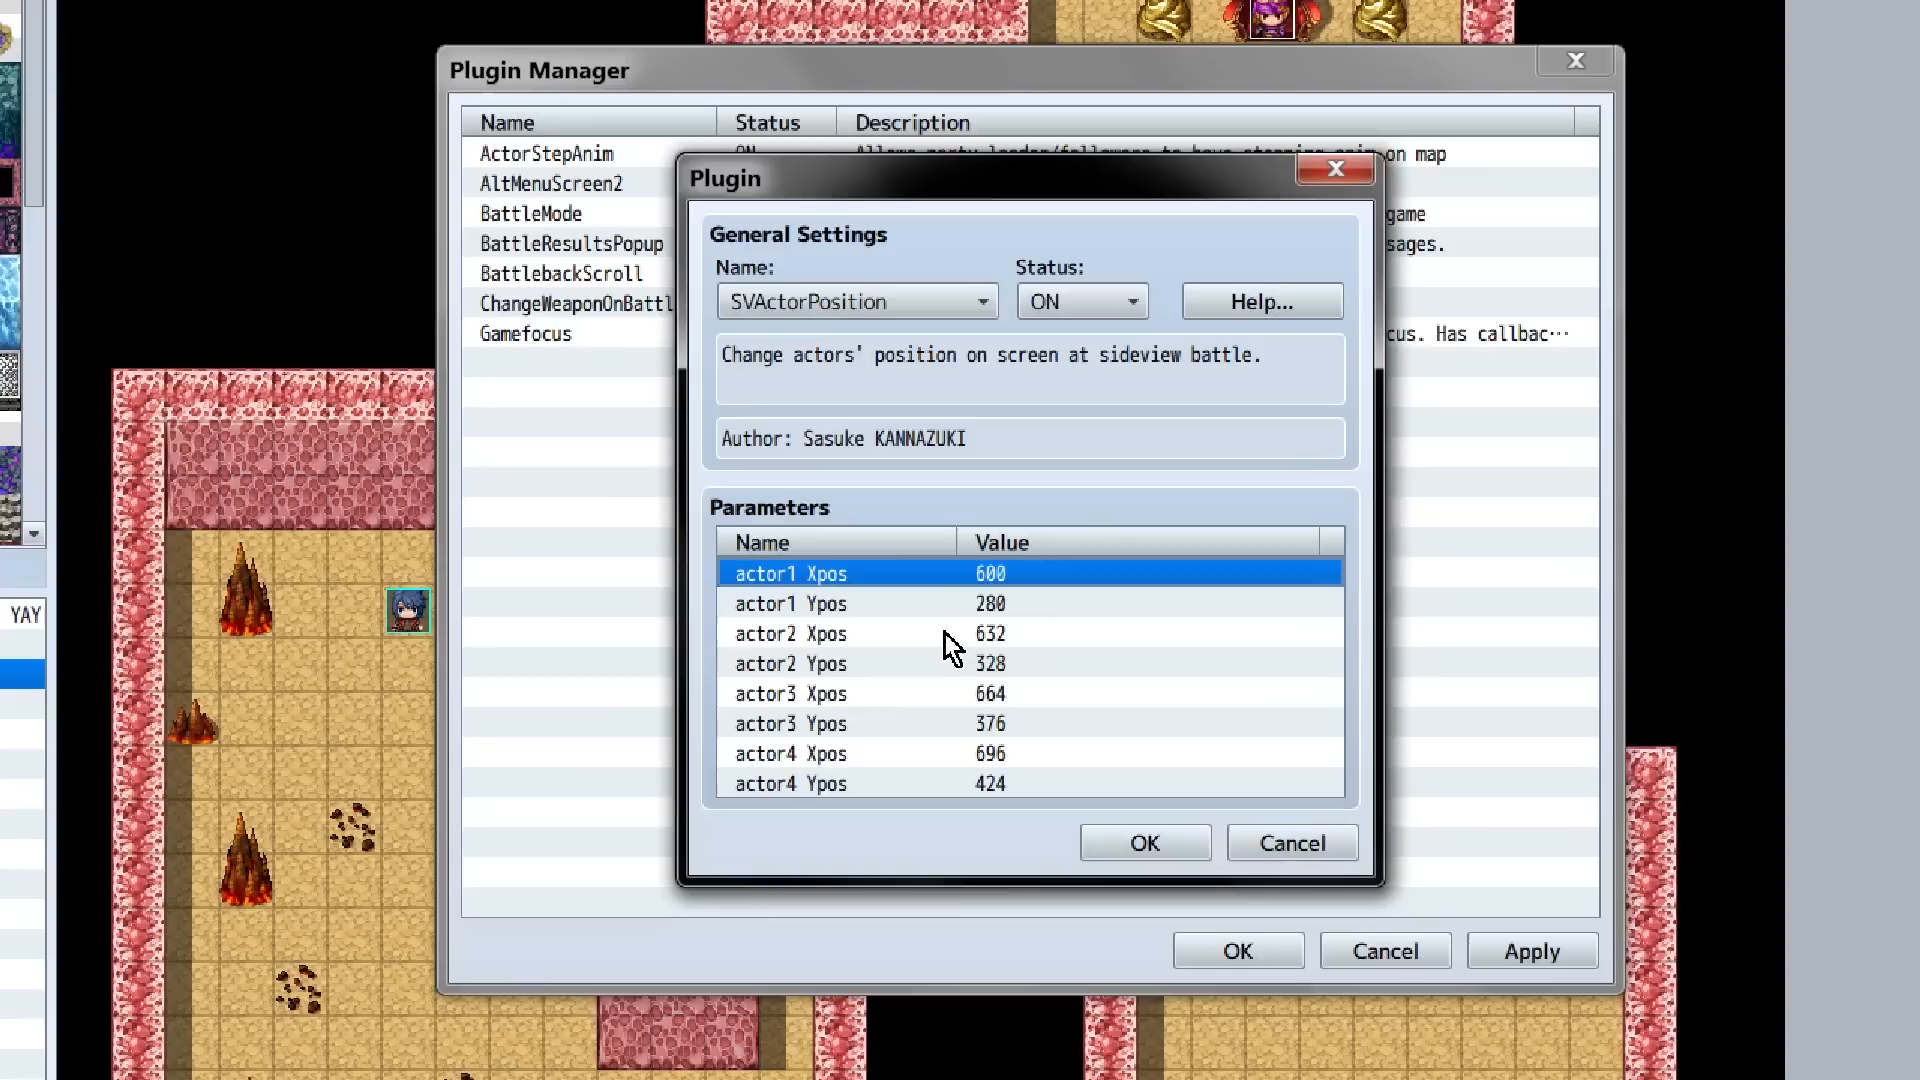 Plugin Manager
X
Name Status Description
ActorStepAnim on map
AltMenuScreen2
BattleMode game
BattleResultsPopup sages.
BattlebackScroll
ChangeWeaponOnBattl
Gamefocus cus. Has callbac…
Plugin
X
General Settings
Name: Status:
SVActorPosition ON Help...
Change actors' position on screen at sideview battle.
Author: Sasuke KANNAZUKI
Parameters
Name Value
actor1 Xpos 600
actor1 Ypos 280
actor2 Xpos 632
actor2 Ypos 328
actor3 Xpos 664
actor3 Ypos 376
actor4 Xpos 696
actor4 Ypos 424
OK Cancel
OK Cancel Apply
YAY